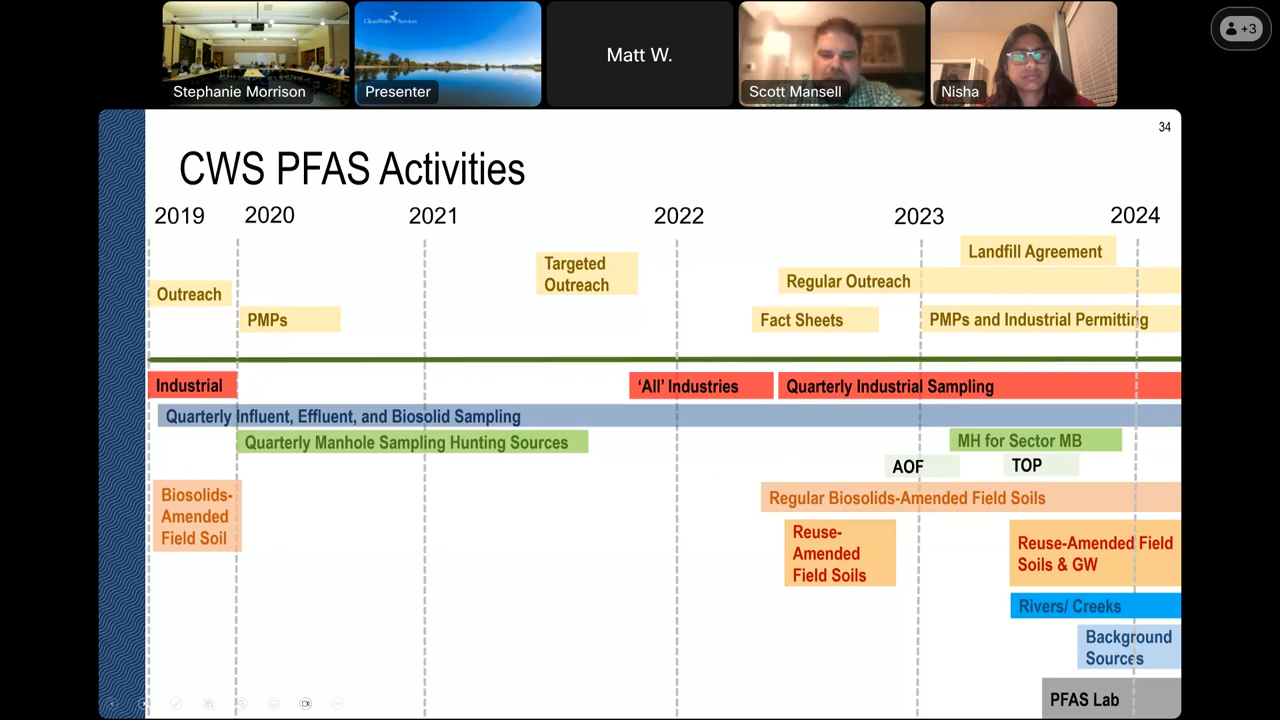 CleanWater Services
Matt W.
+3
Stephanie Morrison
Presenter
Scott Mansell
Nisha
34
CWS PFAS Activities
2019
2020
2021
2022
2023
2024
Landfill Agreement
Targeted
Outreach
Regular Outreach
Outreach
PMPs
Fact Sheets
PMPs and Industrial Permitting
Industrial
‘All’ Industries
Quarterly Industrial Sampling
Quarterly Influent, Effluent, and Biosolid Sampling
Quarterly Manhole Sampling Hunting Sources
MH for Sector MB
AOF
TOP
Biosolids-
Amended
Field Soil
Regular Biosolids-Amended Field Soils
Reuse-
Amended
Field Soils
Reuse-Amended Field
Soils & GW
Rivers/ Creeks
Background
Sources
PFAS Lab